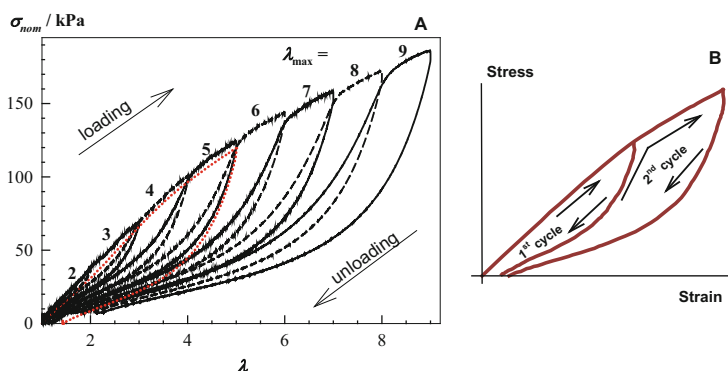 σnom / kPa
A
λmax =
9
8
7
6
5
4
3
2
loading
unloading
150
100
50
0
2 4 6 8
λ
B
Stress
1st cycle
2nd cycle
Strain